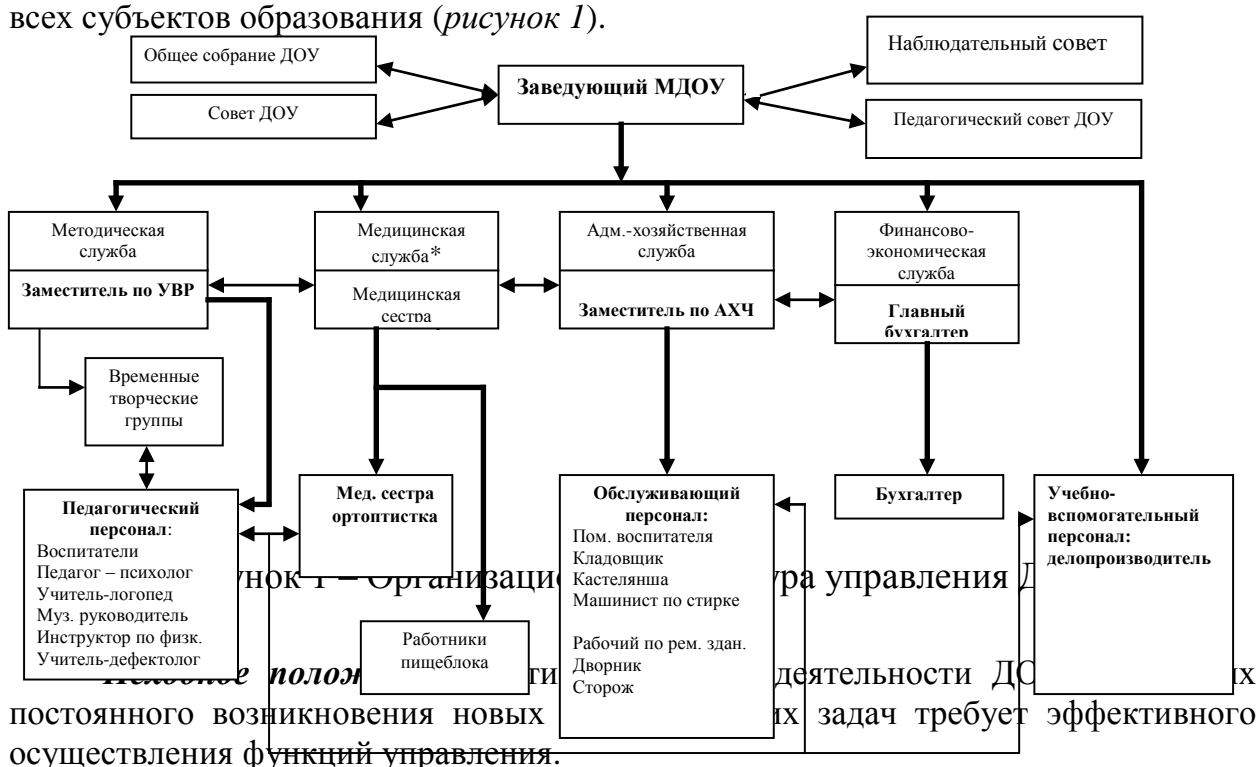 всех субъектов образования (рисунок 1).
Общее собрание ДОУ
Наблюдательный совет
Заведующий МДОУ
Совет ДОУ
Педагогический совет ДОУ
Методическая
служба
Заместитель по УВР
Медицинская
служба*
Медицинская
сестра
Адм.-хозяйственная
служба
Заместитель по АХЧ
Финансово-
экономическая
служба
Главный
бухгалтер
Временные
творческие
группы
Педагогический
персонал:
Воспитатели
Педагог – психолог
Учитель-логопед
Муз. руководитель
Инструктор по физк.
Учитель-дефектолог
Мед. сестра
ортоптистка
Работники
пищеблока
Обслуживающий
персонал:
Пом. воспитателя
Кладовщик
Кастелянша
Машинист по стирке
Рабочий по рем. здан.
Дворник
Сторож
Бухгалтер
Учебно-
вспомогательный
персонал:
делопроизводитель
1 – управления
деятельности
постоянного возникновения новых задач требует эффективного
осуществления функций управления.